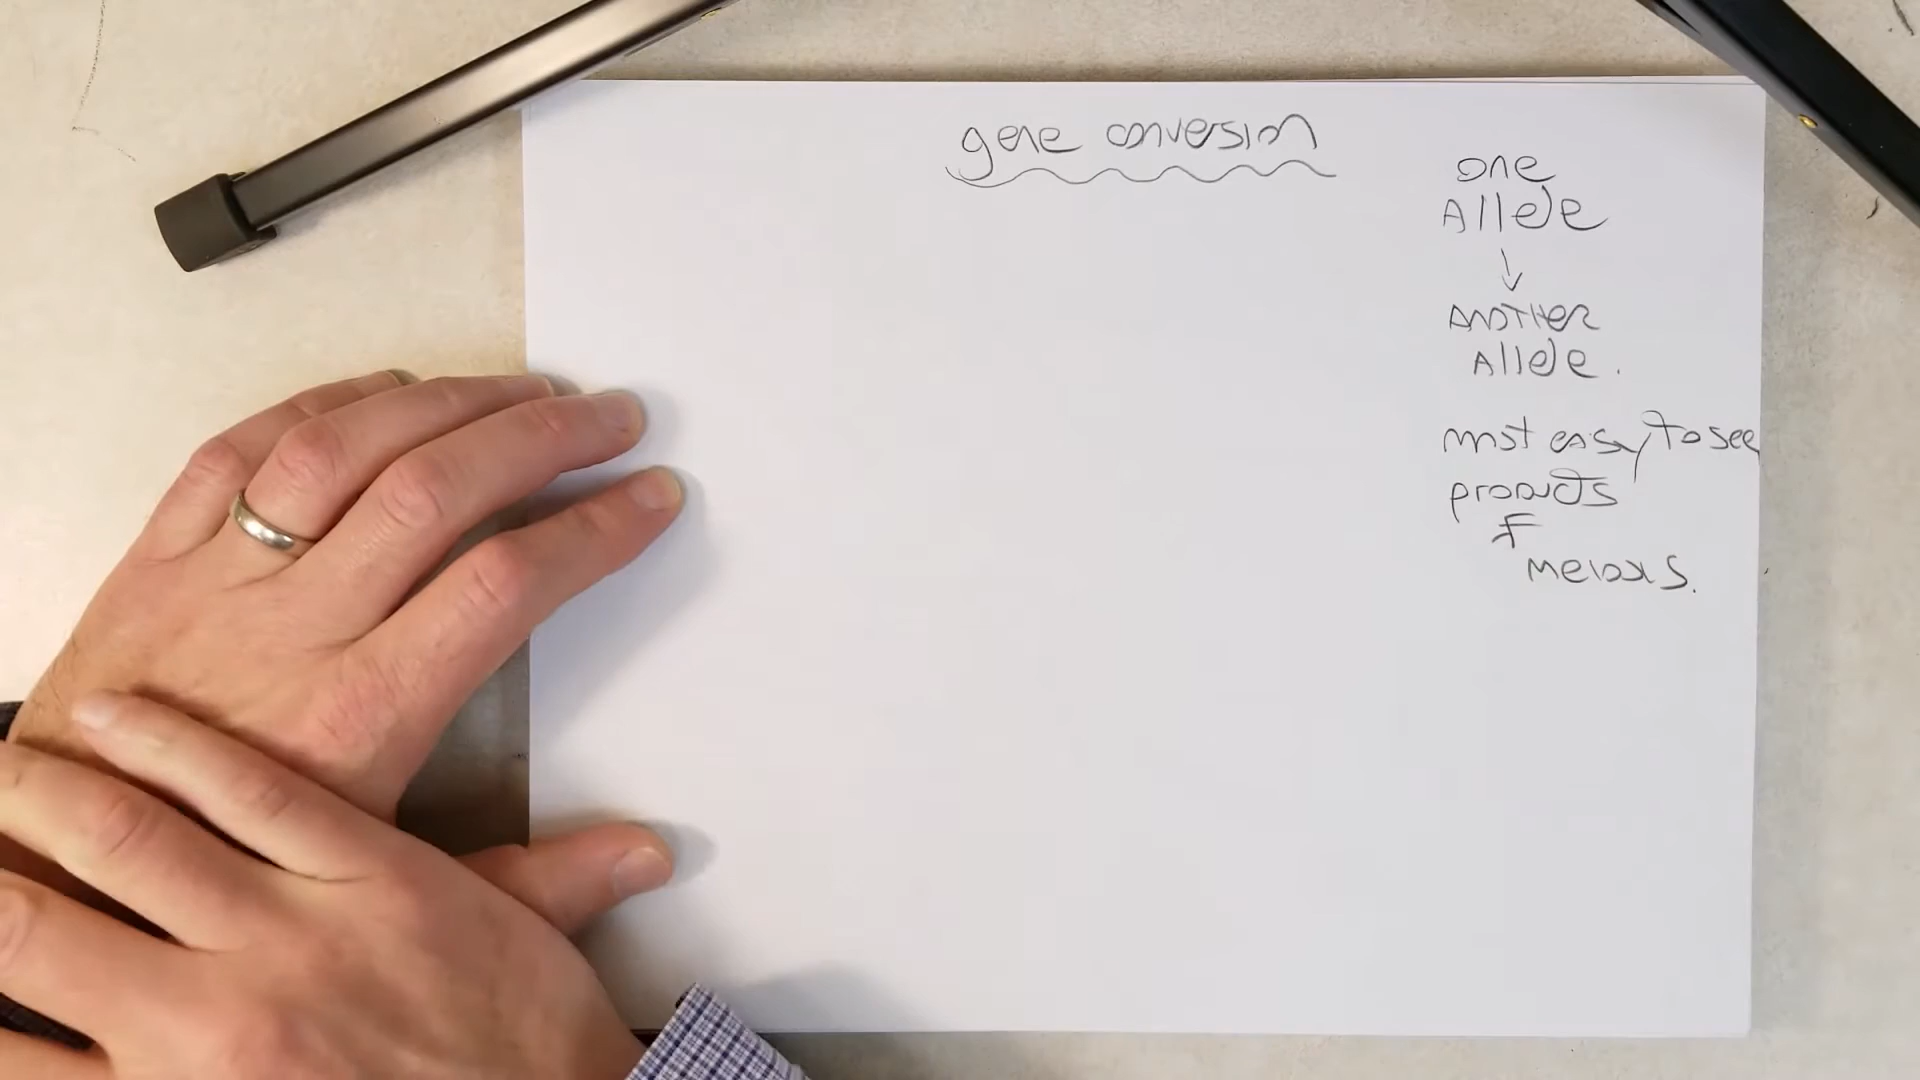 gene conversion
one
Allele
↓
ANOTHER
Allele.
most easy to see
products
of
meiosis.